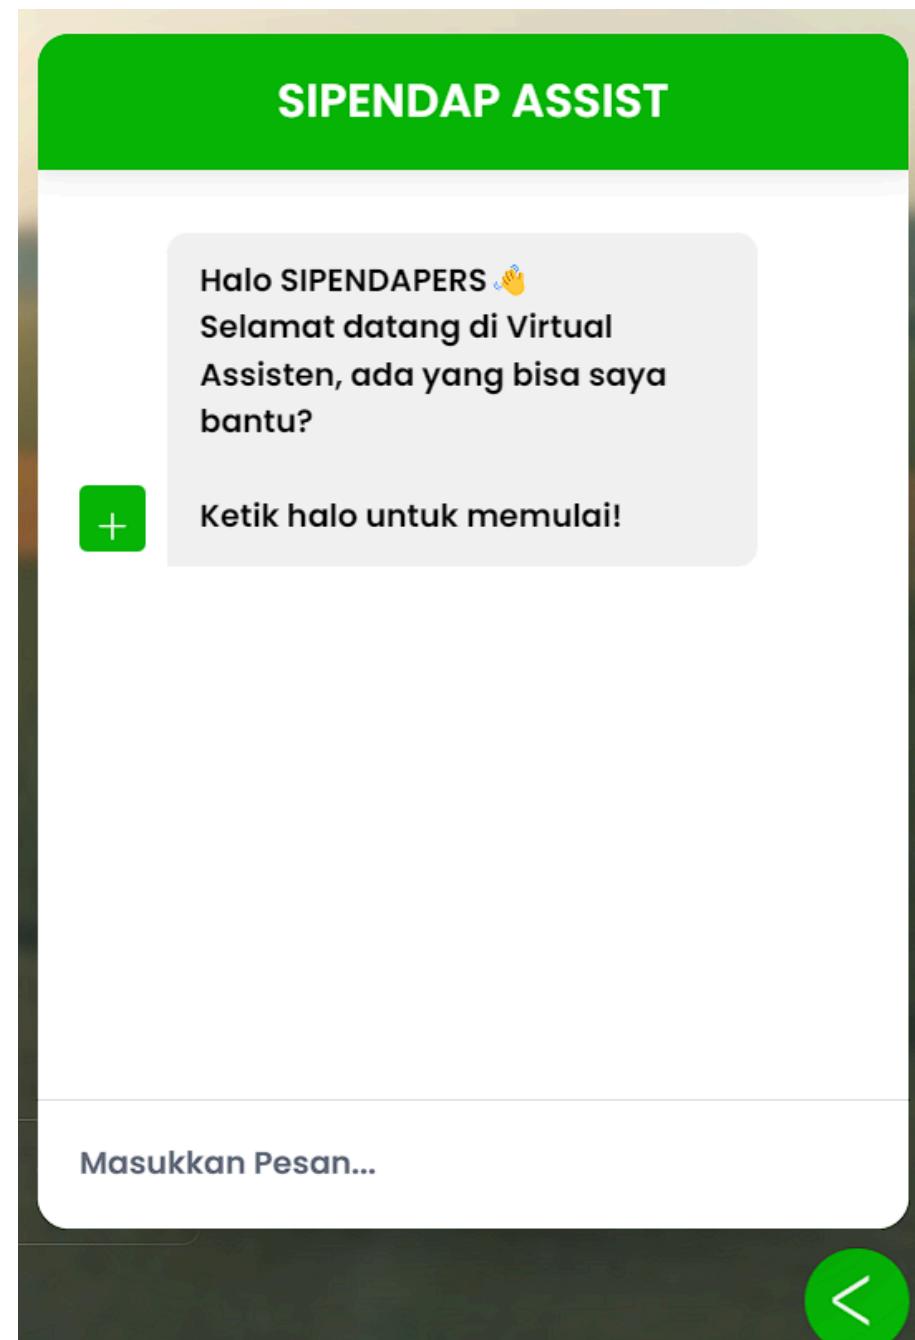 SIPENDAP ASSIST
Halo SIPENDAPERS👋
Selamat datang di Virtual
Assisten, ada yang bisa saya
bantu?
Ketik halo untuk memulai!
Masukkan Pesan...